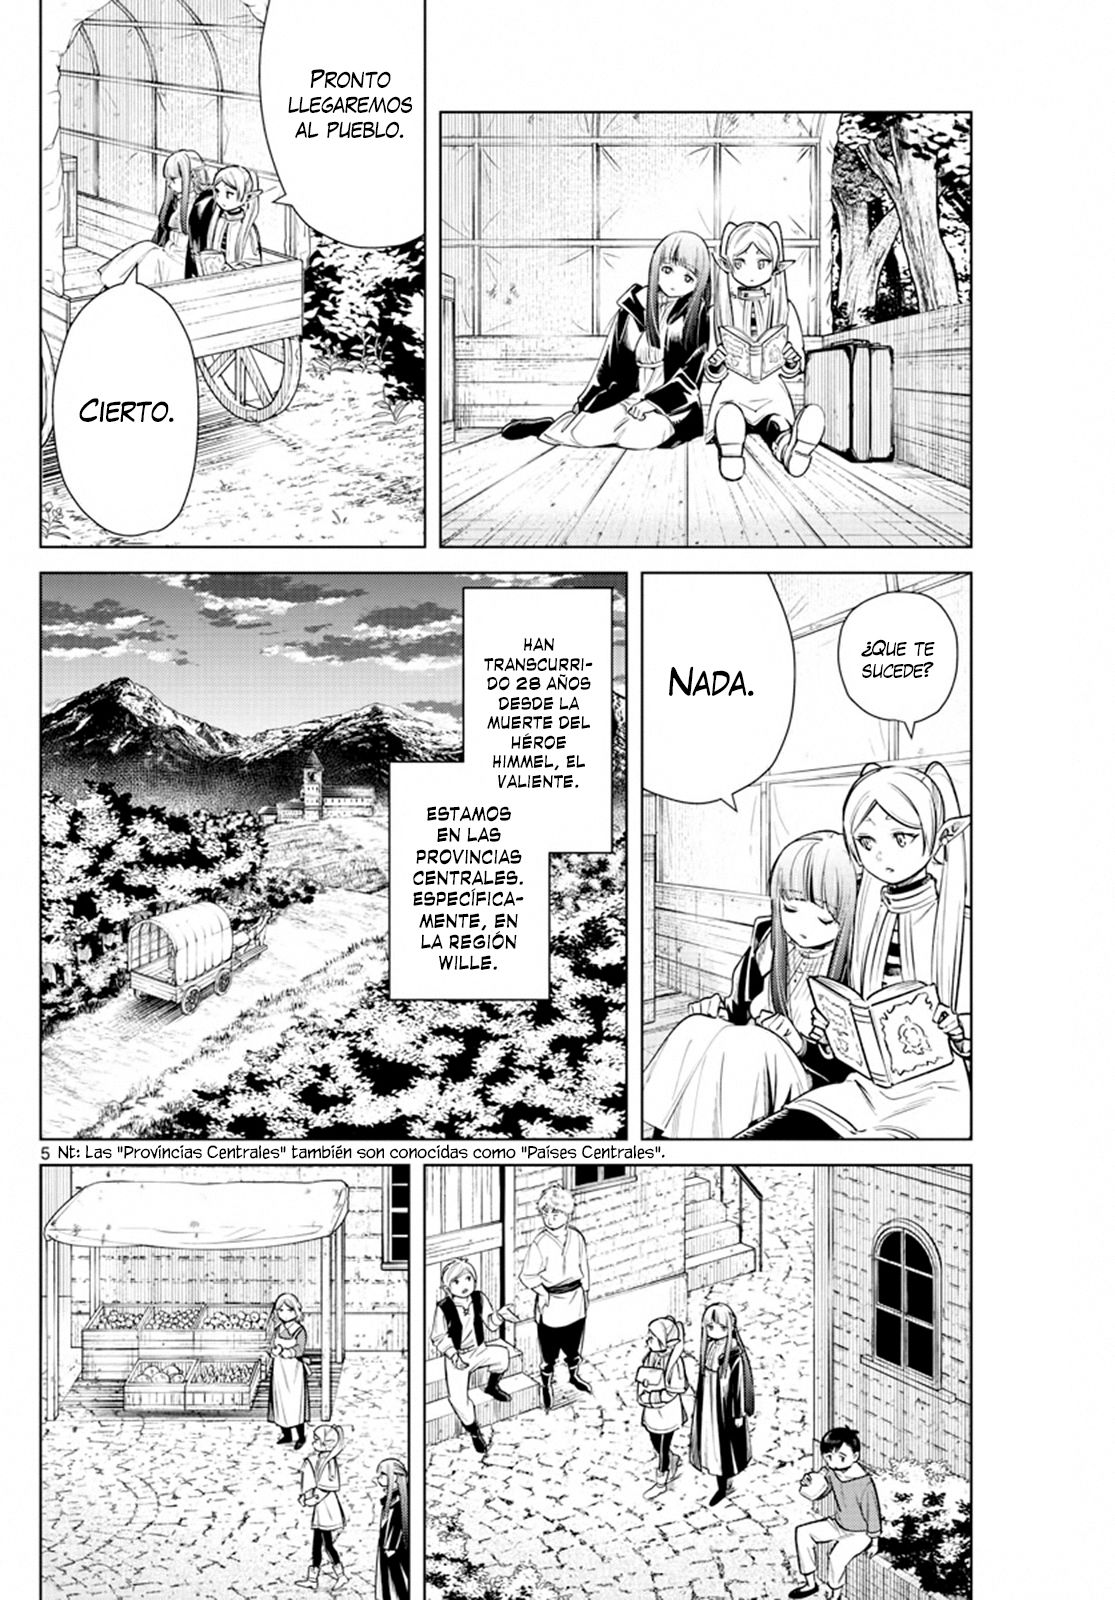 ¿QUE TE
SUCEDE?
NADA.
PRONTO
LLEGAREMOS
AL PUEBLO.
CIERTO.
HAN
TRANSCURRI-
DO 28 AÑOS
DESDE LA
MUERTE DEL
HÉROE
HIMMEL, EL
VALIENTE.
ESTAMOS
EN LAS
PROVINCIAS
CENTRALES.
ESPECÍFICA-
MENTE, EN
LA REGIÓN
WILLE.
5 Nt: Las "Provincias Centrales" también son conocidas como "Países Centrales".